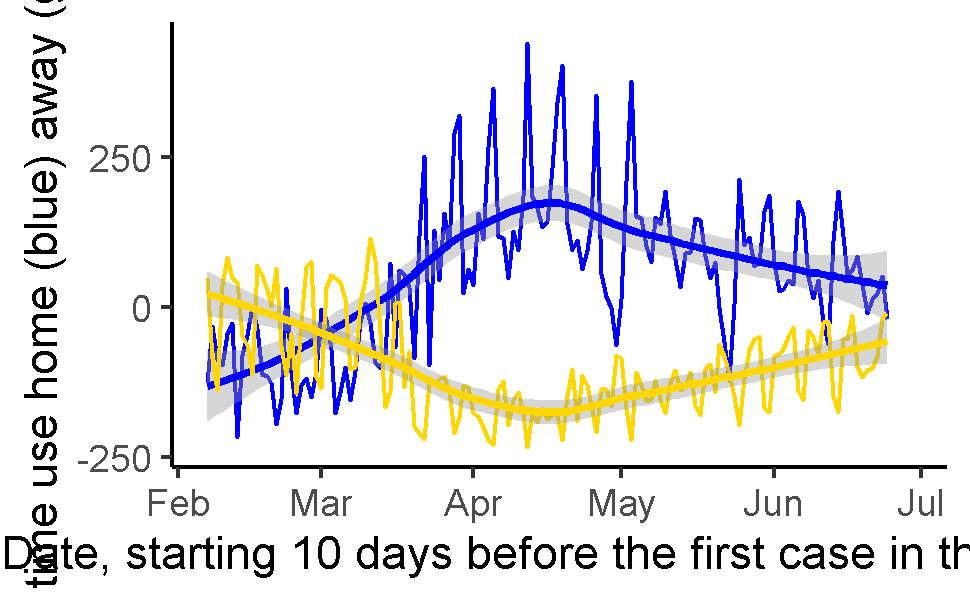 time use home (blue) away (
250
0
-250
Feb Mar Apr May Jun Jul
Date, starting 10 days before the first case in th